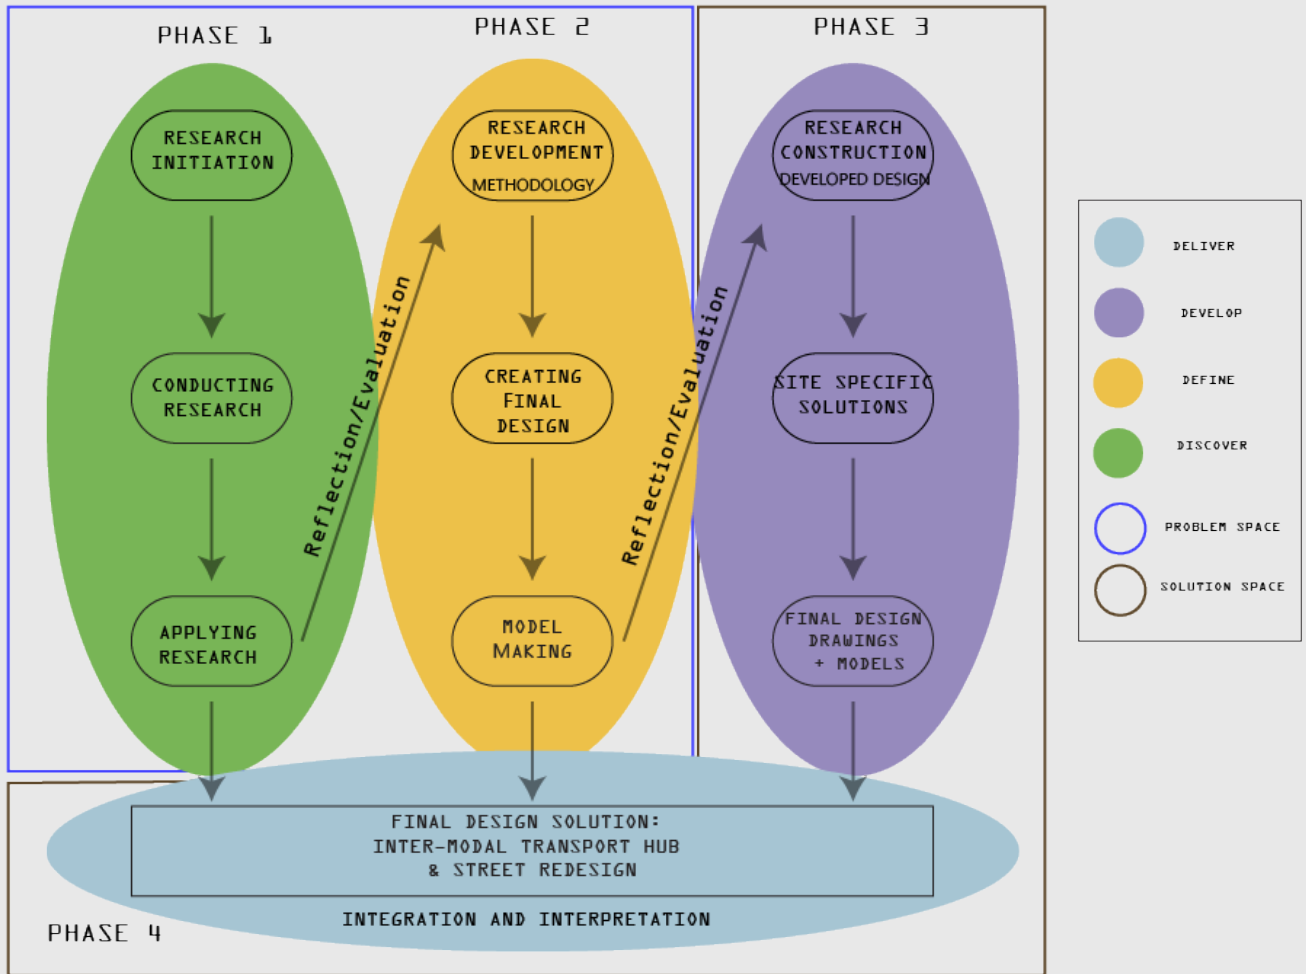 PHASE 1
RESEARCH
INITIATION
CONDUCTING
RESEARCH
APPLYING
RESEARCH
Reflection/Evaluation
PHASE 2
RESEARCH
DEVELOPMENT
METHODOLOGY
CREATING
FINAL
DESIGN
MODEL
MAKING
Reflection/Evaluation
PHASE 3
RESEARCH
CONSTRUCTION
DEVELOPED DESIGN
SITE SPECIFIC
SOLUTIONS
FINAL DESIGN
DRAWINGS
+ MODELS
FINAL DESIGN SOLUTION:
INTER-MODAL TRANSPORT HUB
& STREET REDESIGN
INTEGRATION AND INTERPRETATION
PHASE 4
DELIVER
DEVELOP
DEFINE
DISCOVER
PROBLEM SPACE
SOLUTION SPACE